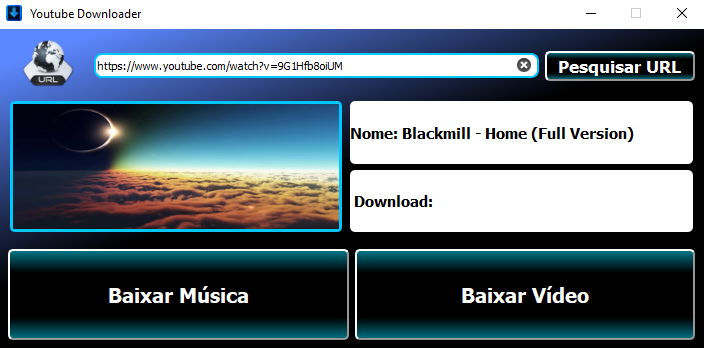 Youtube Downloader
URL
https://www.youtube.com/watch?v=9G1Hfb8oiUM
Pesquisar URL
Nome: Blackmill - Home (Full Version)
Download:
Baixar Música
Baixar Vídeo